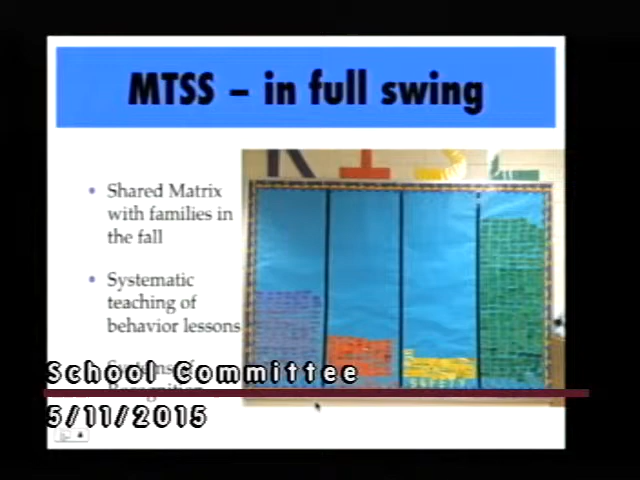 MTSS – in full swing
RISE
• Shared Matrix
with families in
the fall
• Systematic
teaching of
behavior lessons
School Committee
5/11/2015